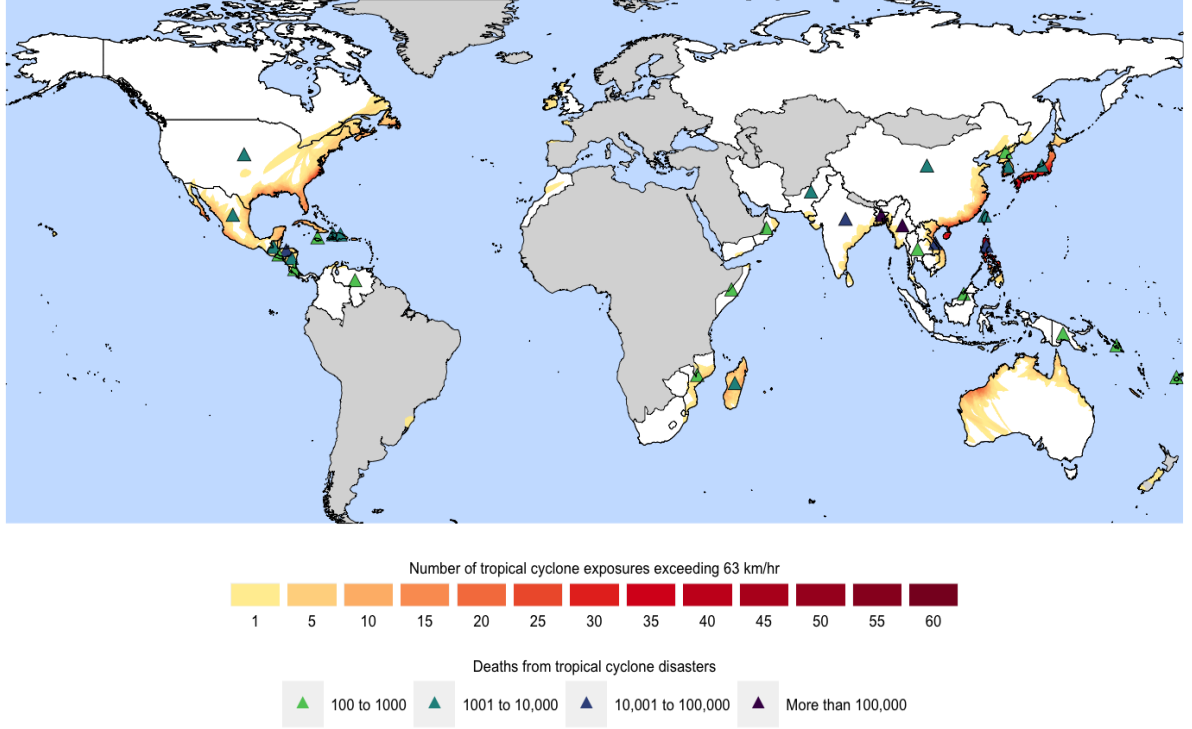 Number of tropical cyclone exposures exceeding 63 km/hr
1 5 10 15 20 25 30 35 40 45 50 55 60
Deaths from tropical cyclone disasters
100 to 1000 1001 to 10,000 10,001 to 100,000 More than 100,000